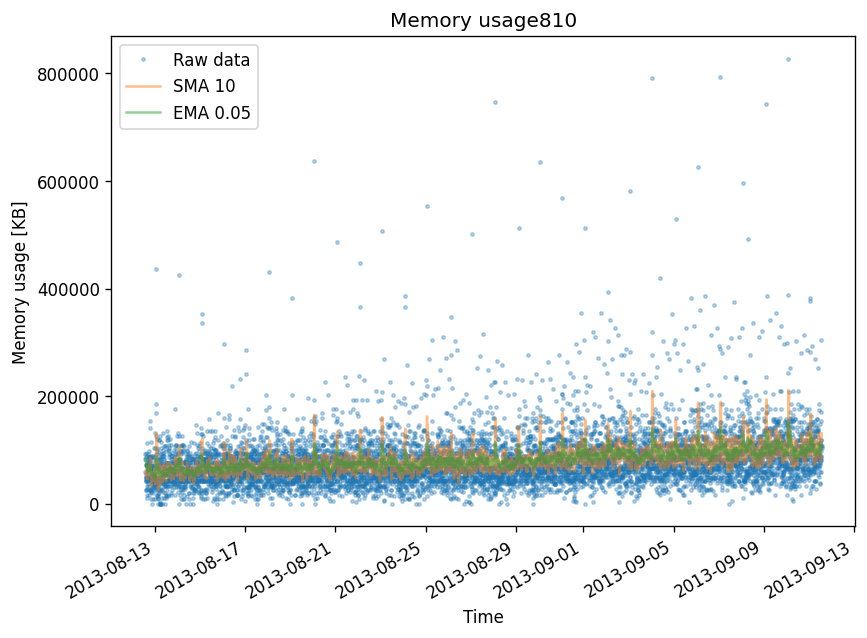 Memory usage810
Raw data
SMA 10
EMA 0.05
Memory usage [KB]
800000
600000
400000
200000
0
2013-08-13
2013-08-17
2013-08-21
2013-08-25
2013-08-29
2013-09-01
2013-09-05
2013-09-09
2013-09-13
Time